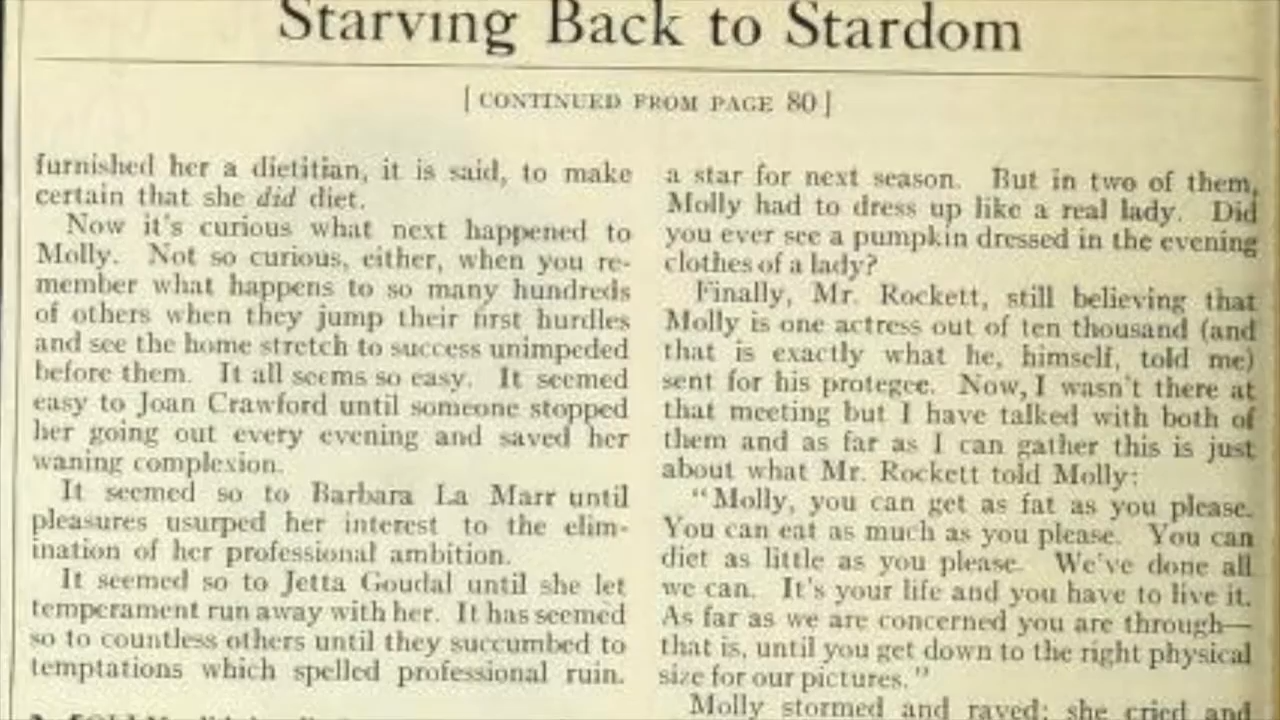 Starving Back to Stardom
[CONTINUED FROM PAGE 80]
furnished her a dietitian, it is said, to make
certain that she did diet.
Now it's curious what next happened to
Molly. Not so curious, either, when you re-
member what happens to so many hundreds
of others when they jump their first hurdles
and see the home stretch to success unimpeded
before them. It all seems so easy. It seemed
easy to Joan Crawford until someone stopped
her going out every evening and saved her
waning complexion.
It seemed so to Barbara La Marr until
pleasures usurped her interest to the elim-
ination of her professional ambition.
It seemed so to Jetta Goudal until she let
temperament run away with her. It has seemed
so to countless others until they succumbed to
temptations which spelled professional ruin.
a star for next season. But in two of them,
Molly had to dress up like a real lady. Did
you ever see a pumpkin dressed in the evening
clothes of a lady?
Finally, Mr. Rockett, still believing that
Molly is one actress out of ten thousand (and
that is exactly what he, himself, told me)
sent for his protegee. Now, I wasn't there at
that meeting but I have talked with both of
them and as far as I can gather this is just
about what Mr. Rockett told Molly:
"Molly, you can get as fat as you please.
You can eat as much as you please. You can
diet as little as you please. We've done all
we can. It's your life and you have to live it.
As far as we are concerned you are through—
that is, until you get down to the right physical
size for our pictures."
Molly stormed and raved; she cried and